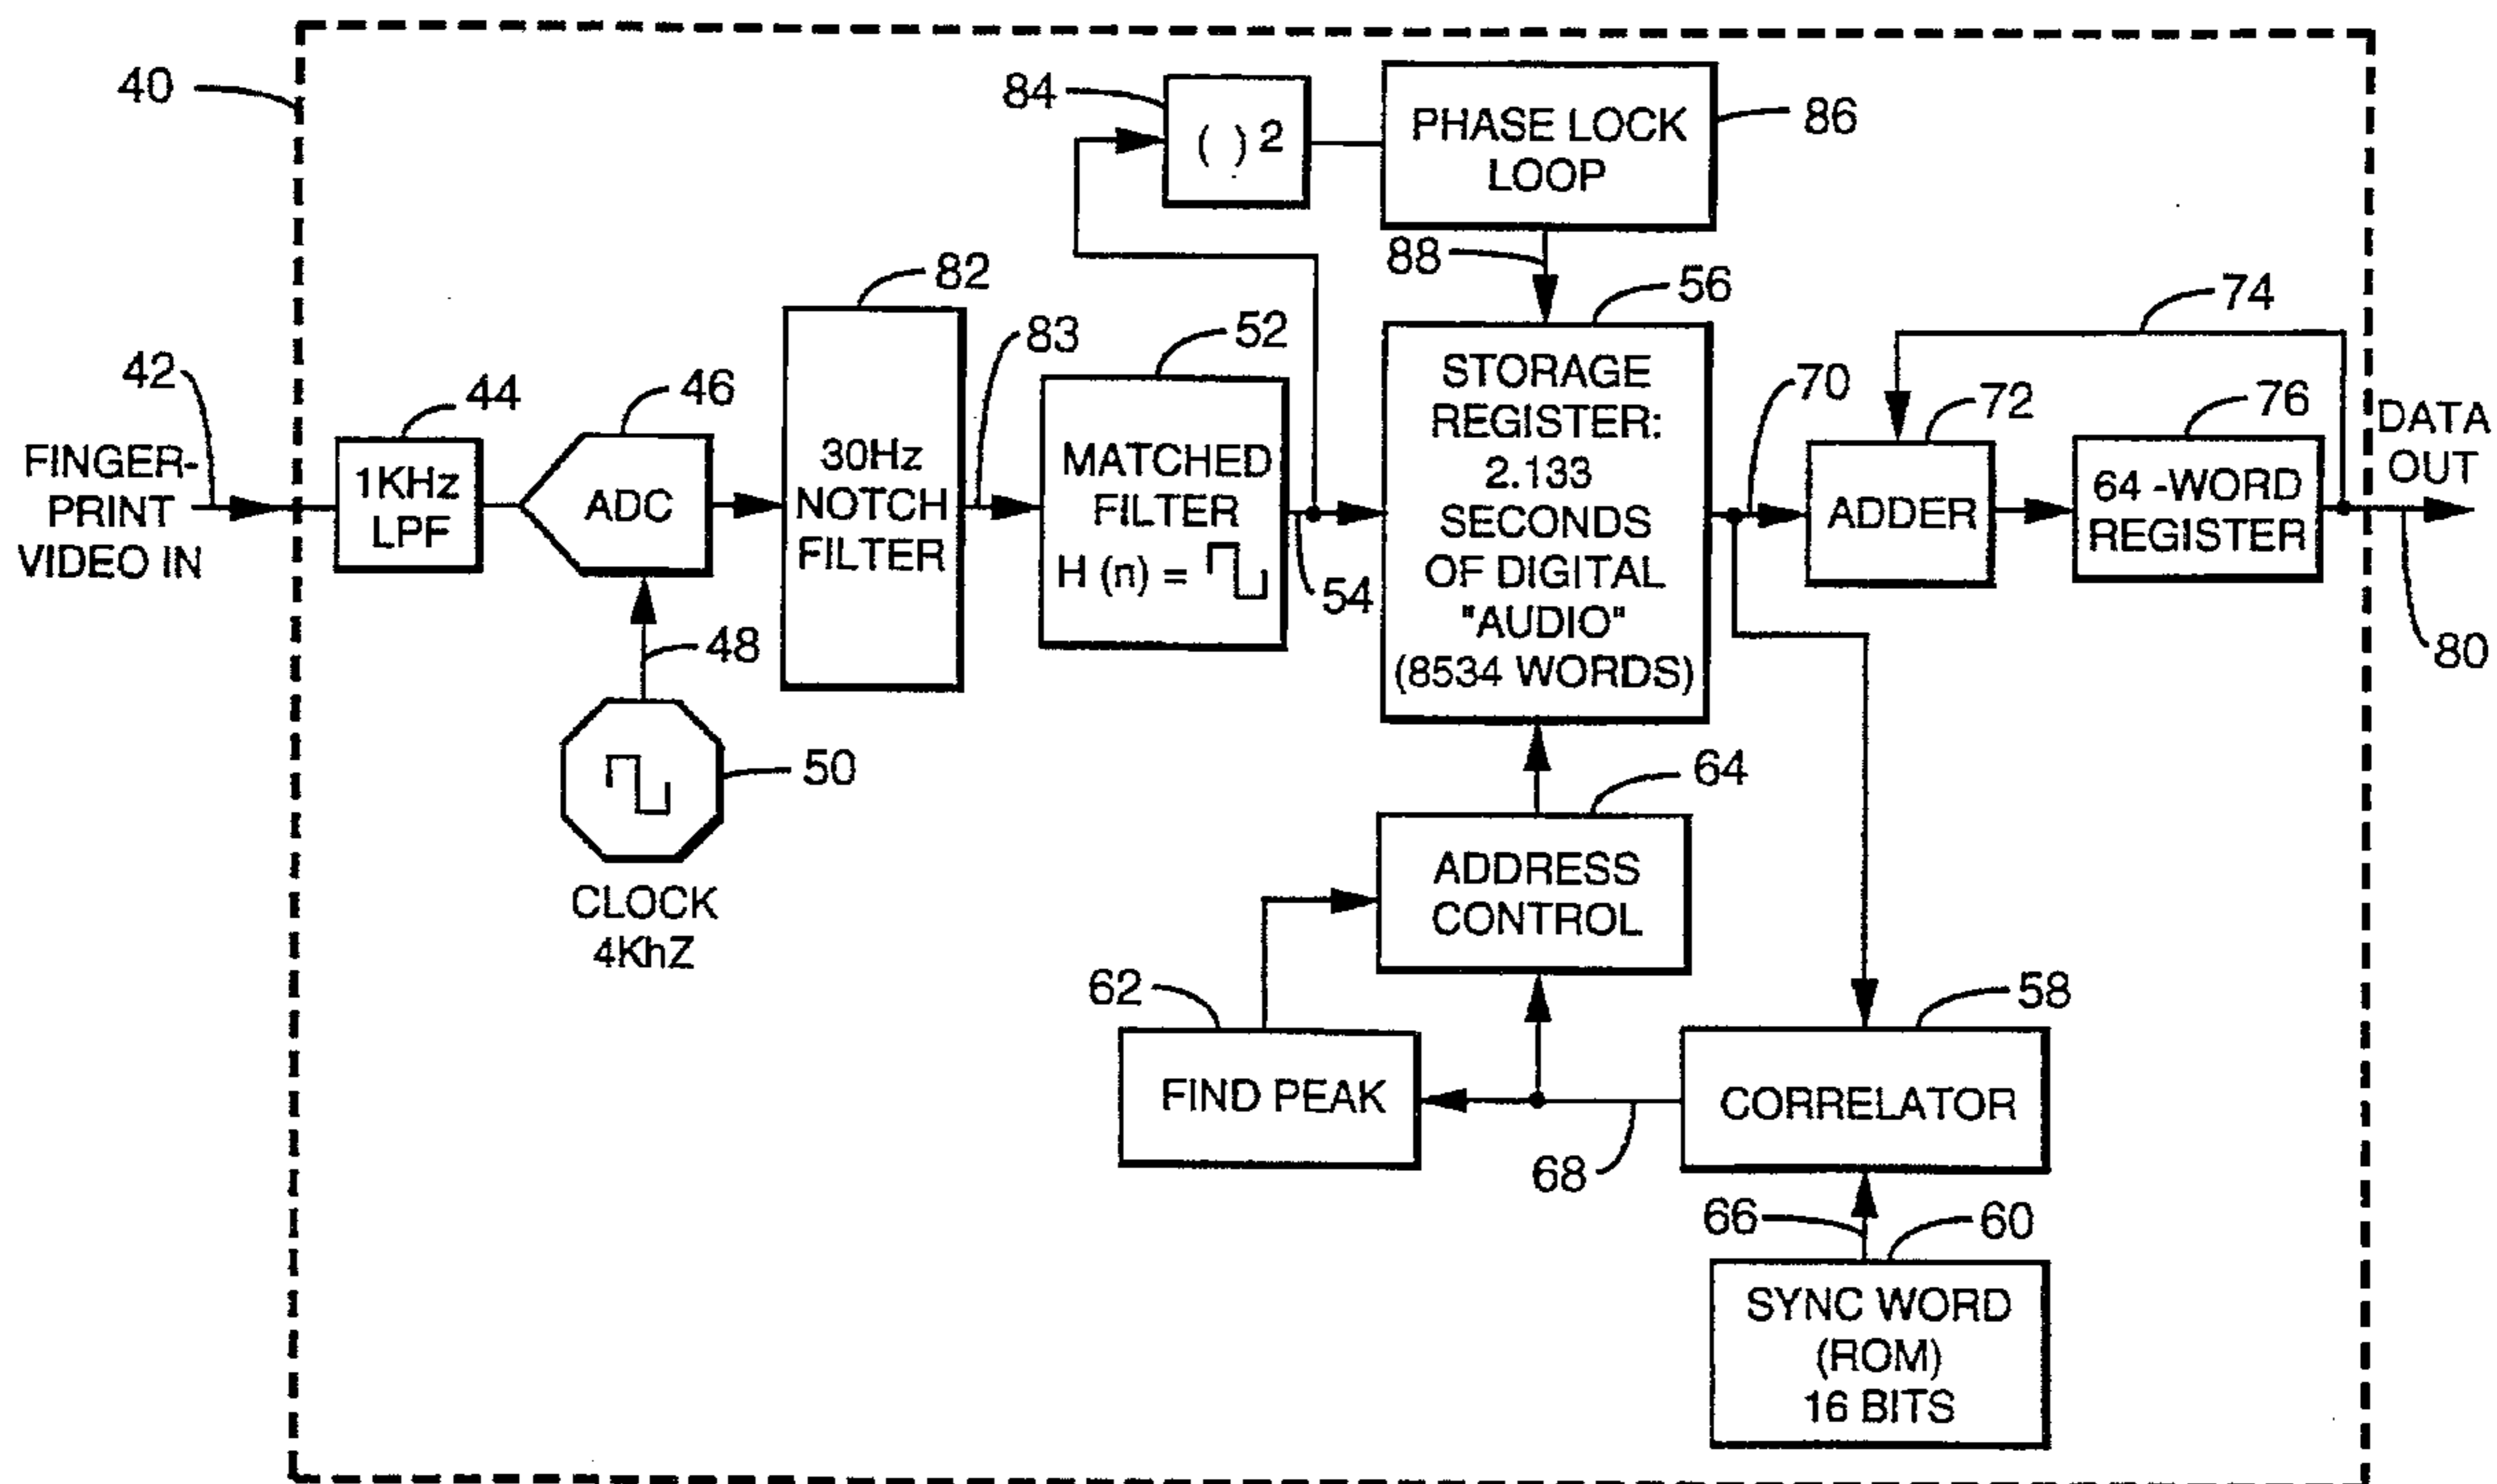 40
84
( ) 2
PHASE LOCK
LOOP
86
88
82
83
52
56
74
42
44
46
70
72
76
FINGER-
PRINT
VIDEO IN
1KHz
LPF
ADC
30Hz
NOTCH
FILTER
MATCHED
FILTER
H (n) =
54
STORAGE
REGISTER:
2.133
SECONDS
OF DIGITAL
"AUDIO"
(8534 WORDS)
ADDER
64 -WORD
REGISTER
DATA
OUT
80
48
50
CLOCK
4KhZ
64
ADDRESS
CONTROL
62
FIND PEAK
68
58
CORRELATOR
66
60
SYNC WORD
(ROM)
16 BITS